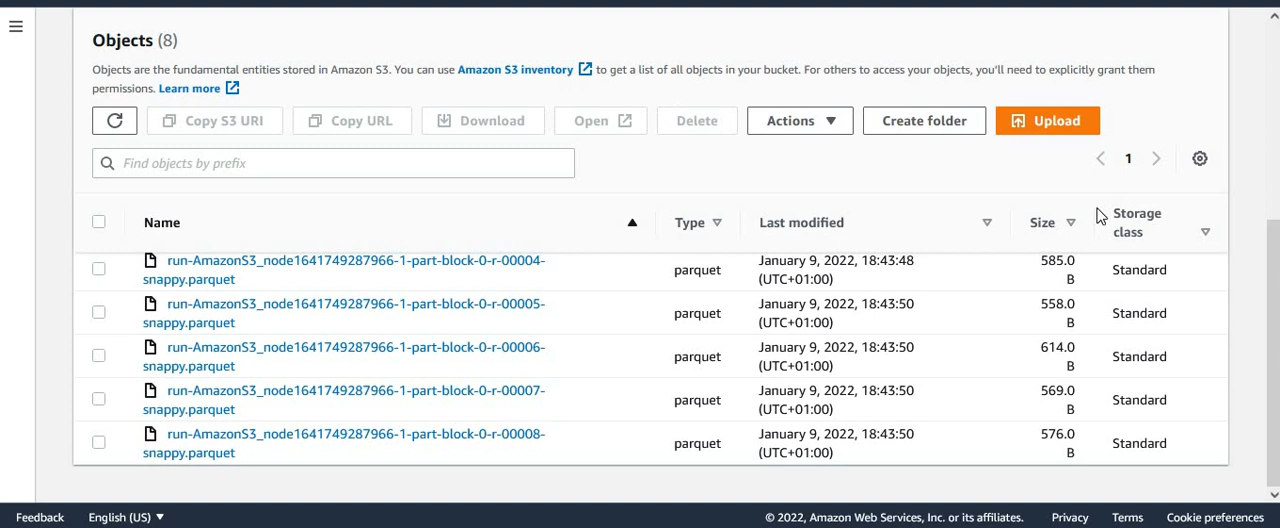 Objects (8)
Objects are the fundamental entities stored in Amazon S3. You can use Amazon S3 inventory to get a list of all objects in your bucket. For others to access your objects, you'll need to explicitly grant them
permissions. Learn more
Copy S3 URI Copy URL Download Open Delete Actions Create folder Upload
Find objects by prefix 1
Name Type Last modified Size Storage
class
run-AmazonS3_node1641749287966-1-part-block-0-r-00004- January 9, 2022, 18:43:48 585.0
snappy.parquet parquet (UTC+01:00) B Standard
run-AmazonS3_node1641749287966-1-part-block-0-r-00005- January 9, 2022, 18:43:50 558.0
snappy.parquet parquet (UTC+01:00) B Standard
run-AmazonS3_node1641749287966-1-part-block-0-r-00006- January 9, 2022, 18:43:50 614.0
snappy.parquet parquet (UTC+01:00) B Standard
run-AmazonS3_node1641749287966-1-part-block-0-r-00007- January 9, 2022, 18:43:50 569.0
snappy.parquet parquet (UTC+01:00) B Standard
run-AmazonS3_node1641749287966-1-part-block-0-r-00008- January 9, 2022, 18:43:50 576.0
snappy.parquet parquet (UTC+01:00) B Standard
Feedback English (US) © 2022, Amazon Web Services, Inc. or its affiliates. Privacy Terms Cookie preferences